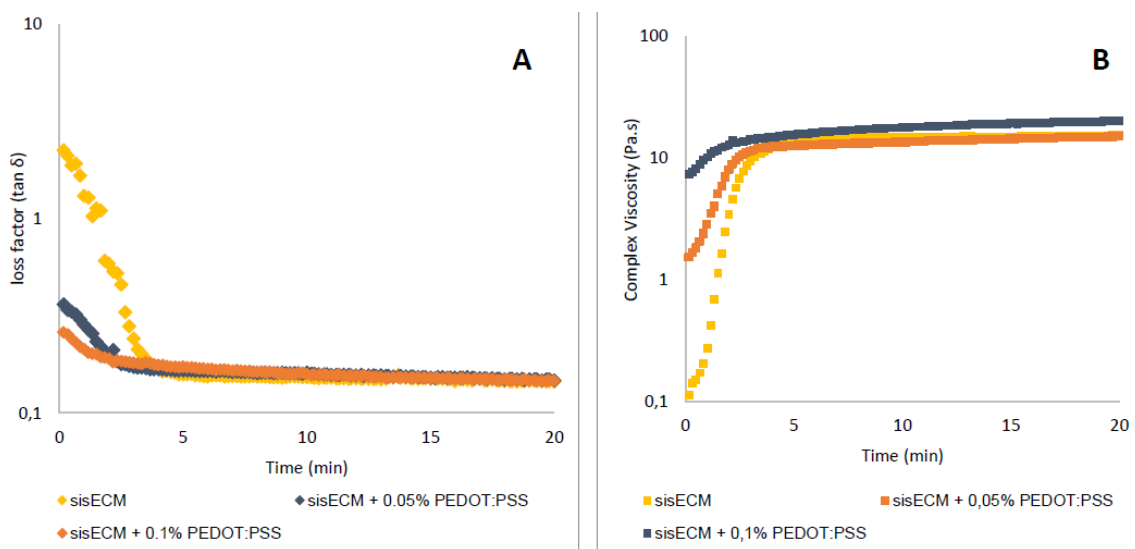 A
10
1
0,1
loss factor (tan δ)
0 5 10 15 20
Time (min)
sisECM
sisECM + 0.05% PEDOT:PSS
sisECM + 0.1% PEDOT:PSS
B
100
10
1
0,1
Complex Viscosity (Pa.s)
0 5 10 15 20
Time (min)
sisECM
sisECM + 0,05% PEDOT:PSS
sisECM + 0,1% PEDOT:PSS